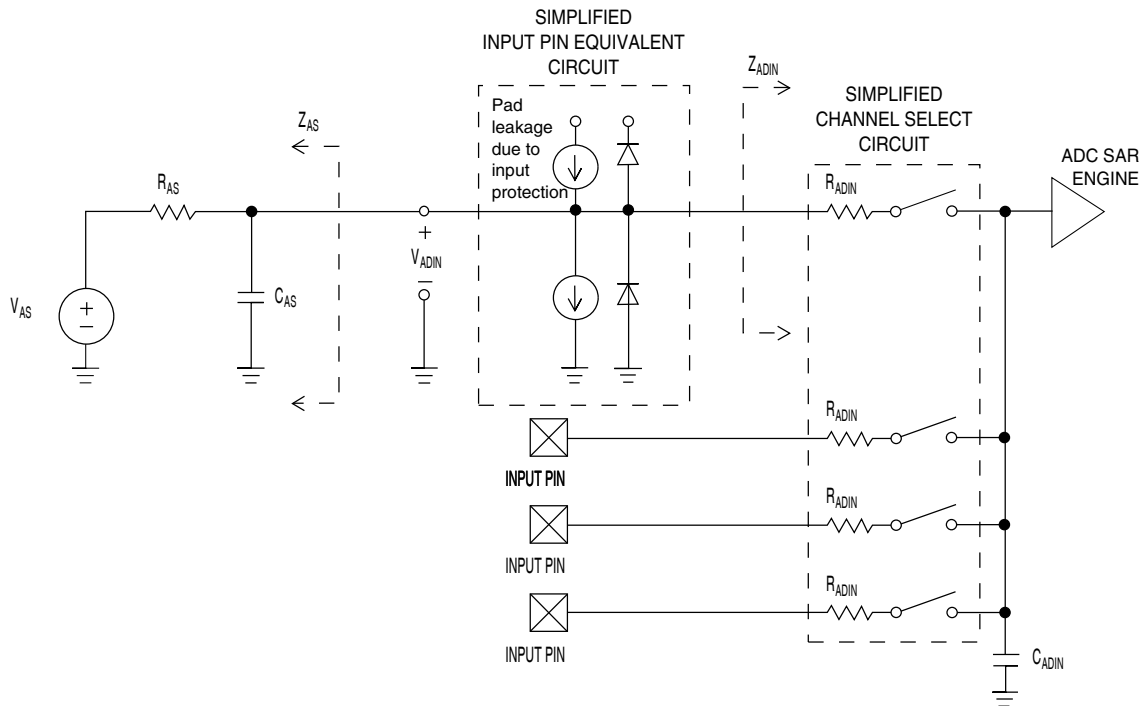 SIMPLIFIED
INPUT PIN EQUIVALENT
CIRCUIT
Pad
leakage
due to
input
protection
Z_ADIN
SIMPLIFIED
CHANNEL SELECT
CIRCUIT
ADC SAR
ENGINE
Z_AS
R_AS
R_ADIN
+
V_ADIN
–
V_AS
+
–
C_AS
R_ADIN
INPUT PIN
R_ADIN
INPUT PIN
R_ADIN
INPUT PIN
C_ADIN